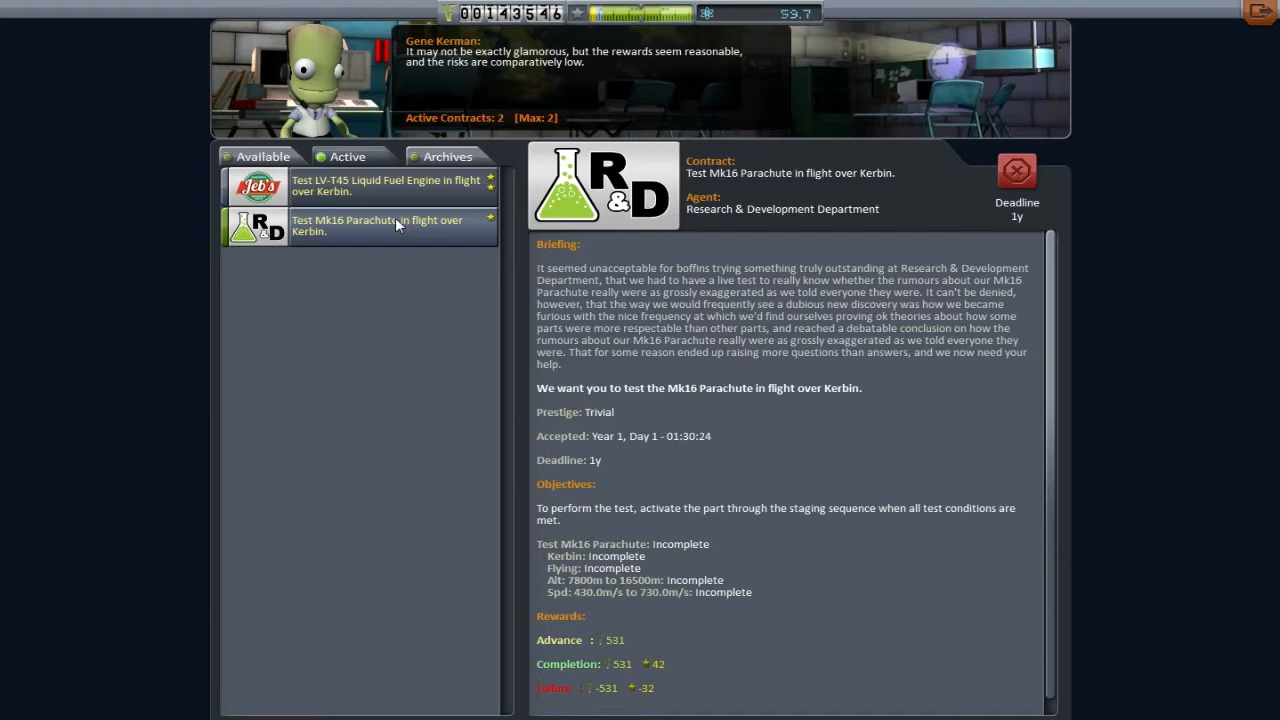 00143546
59.7
Gene Kerman:
It may not be exactly glamorous, but the rewards seem reasonable,
and the risks are comparatively low.
Active Contracts: 2 [Max: 2]
Available
Active
Archives
Jeb's
Test LV-T45 Liquid Fuel Engine in flight
over Kerbin.
R&D
Test Mk16 Parachute in flight over
Kerbin.
R&D
Contract:
Test Mk16 Parachute in flight over Kerbin.
Agent:
Research & Development Department
Deadline
1y
Briefing:
It seemed unacceptable for boffins trying something truly outstanding at Research & Development
Department, that we had to have a live test to really know whether the rumours about our Mk16
Parachute really were as grossly exaggerated as we told everyone they were. It can't be denied,
however, that the way we would frequently see a dubious new discovery was how we became
furious with the nice frequency at which we'd find ourselves proving ok theories about how some
parts were more respectable than other parts, and reached a debatable conclusion on how the
rumours about our Mk16 Parachute really were as grossly exaggerated as we told everyone they
were. That for some reason ended up raising more questions than answers, and we now need your
help.
We want you to test the Mk16 Parachute in flight over Kerbin.
Prestige: Trivial
Accepted: Year 1, Day 1 - 01:30:24
Deadline: 1y
Objectives:
To perform the test, activate the part through the staging sequence when all test conditions are
met.
Test Mk16 Parachute: Incomplete
Kerbin: Incomplete
Flying: Incomplete
Alt: 7800m to 16500m: Incomplete
Spd: 430.0m/s to 730.0m/s: Incomplete
Rewards:
Advance : 531
Completion: 531 42
Failure : -531 -32